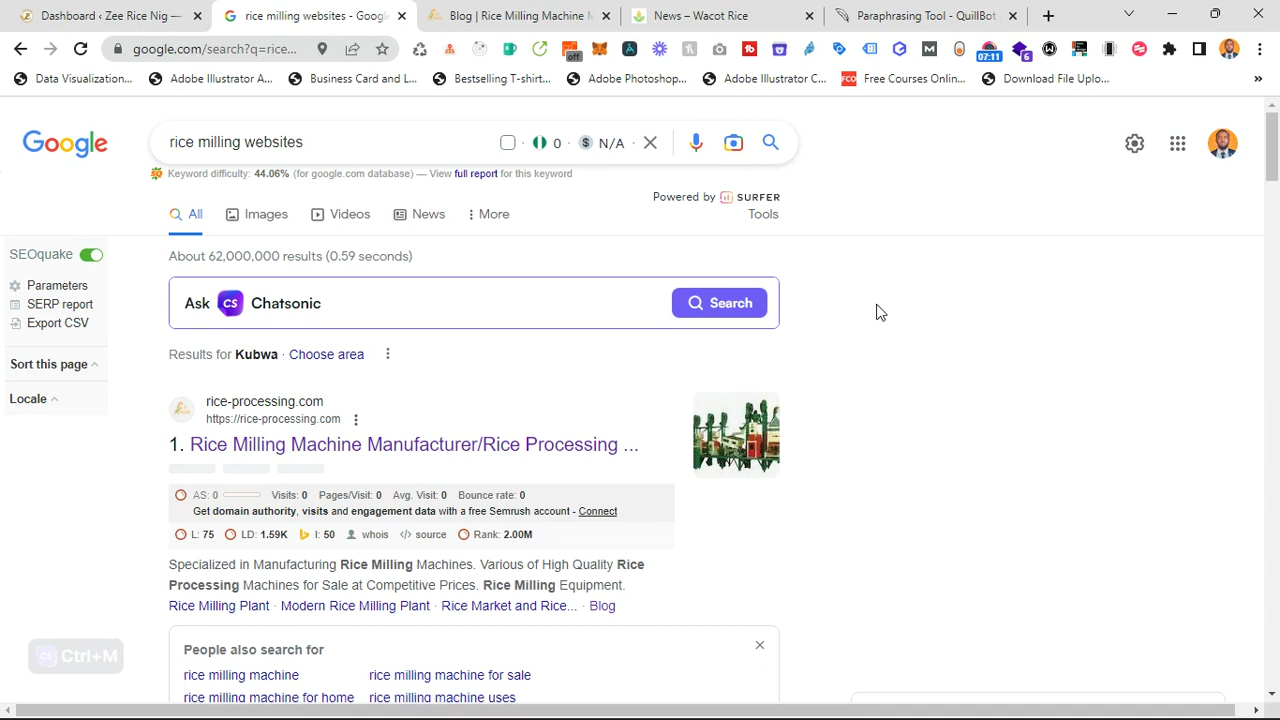 Dashboard ‹ Zee Rice Nig —
rice milling websites - Google
Blog | Rice Milling Machine M
News – Wacot Rice
Paraphrasing Tool - QuillBot
google.com/search?q=rice...
off
07:11
6
Data Visualization...
Adobe Illustrator A...
Business Card and L...
Bestselling T-shirt...
Adobe Photoshop...
Adobe Illustrator C...
FCO
Free Courses Onlin...
Download File Uplo...
»
Google
rice milling websites
0
N/A
Keyword difficulty: 44.06% (for google.com database) — View full report for this keyword
Powered by SURFER
All
Images
Videos
News
More
Tools
SEOquake
Parameters
SERP report
Export CSV
Sort this page
Locale
About 62,000,000 results (0.59 seconds)
Ask CS Chatsonic
Search
Results for Kubwa · Choose area
rice-processing.com
https://rice-processing.com
1. Rice Milling Machine Manufacturer/Rice Processing ...
AS: 0 Visits: 0 Pages/Visit: 0 Avg. Visit: 0 Bounce rate: 0
Get domain authority, visits and engagement data with a free Semrush account - Connect
L: 75 LD: 1.59K I: 50 whois </> source Rank: 2.00M
Specialized in Manufacturing Rice Milling Machines. Various of High Quality Rice
Processing Machines for Sale at Competitive Prices. Rice Milling Equipment.
Rice Milling Plant · Modern Rice Milling Plant · Rice Market and Rice... · Blog
CS Ctrl+M
People also search for
rice milling machine
rice milling machine for sale
rice milling machine for home
rice milling machine uses